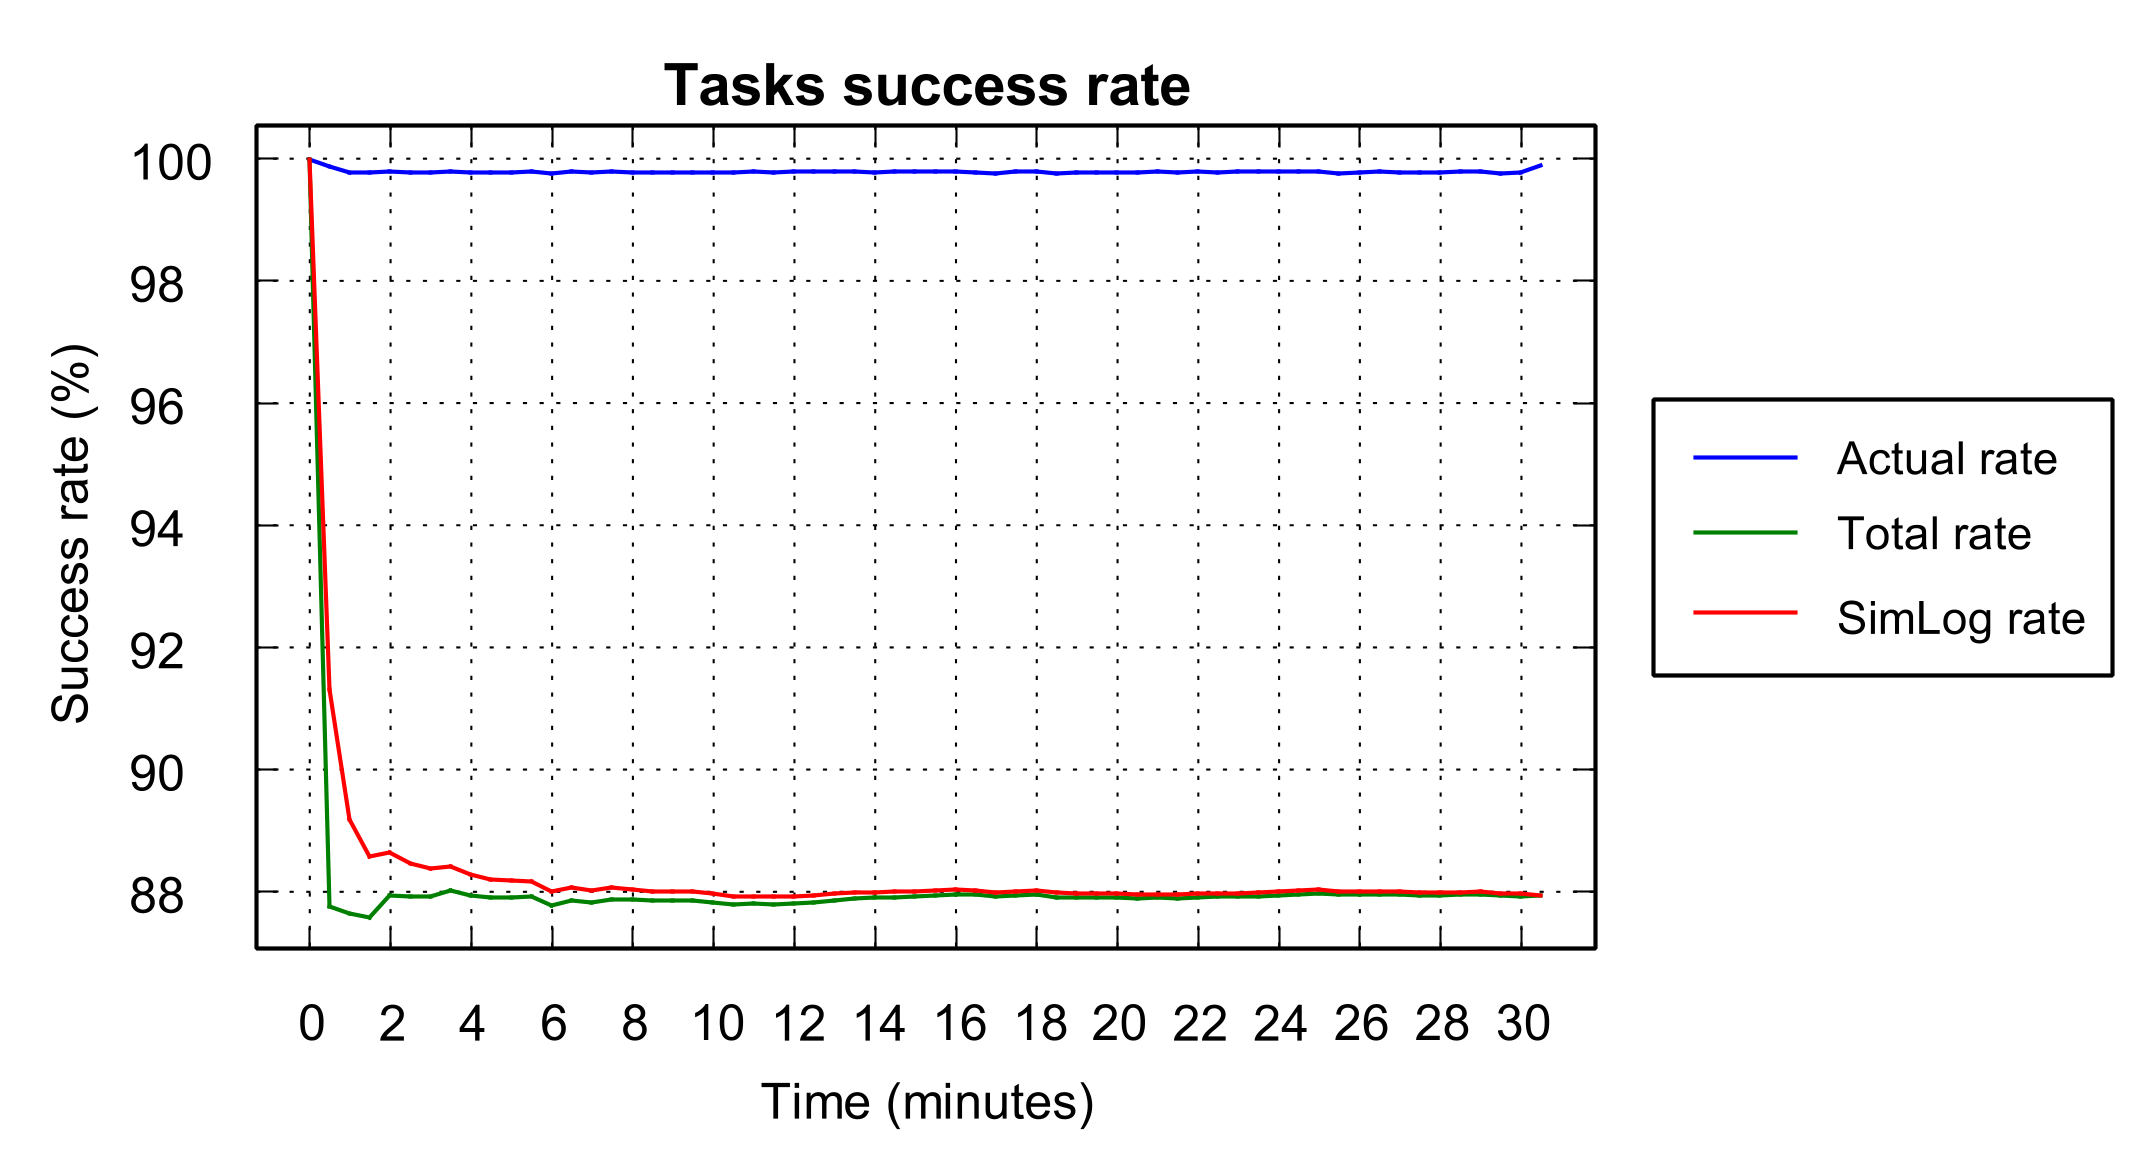 Tasks success rate
100
98
96
94
92
90
88
Success rate (%)
0 2 4 6 8 10 12 14 16 18 20 22 24 26 28 30
Time (minutes)
Actual rate
Total rate
SimLog rate